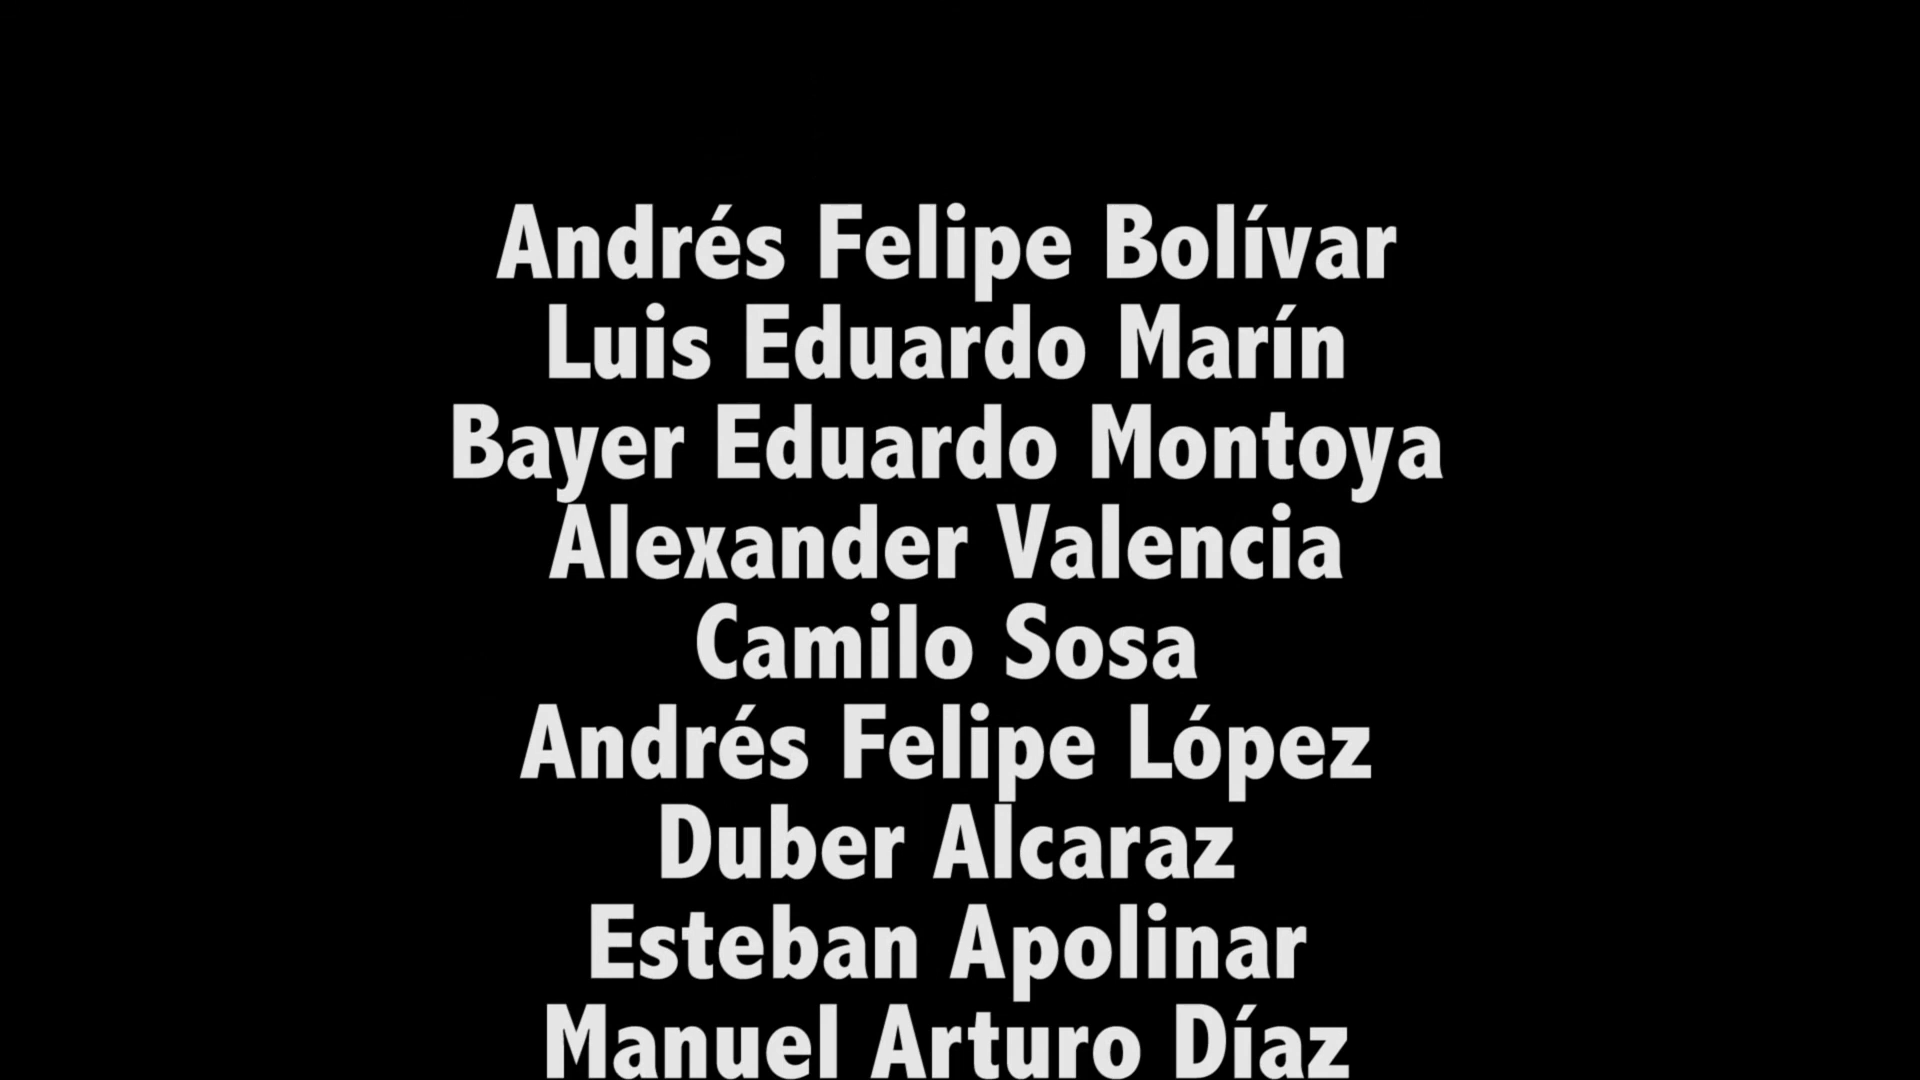 Andrés Felipe Bolívar
Luis Eduardo Marín
Bayer Eduardo Montoya
Alexander Valencia
Camilo Sosa
Andrés Felipe López
Duber Alcaraz
Esteban Apolinar
Manuel Arturo Díaz